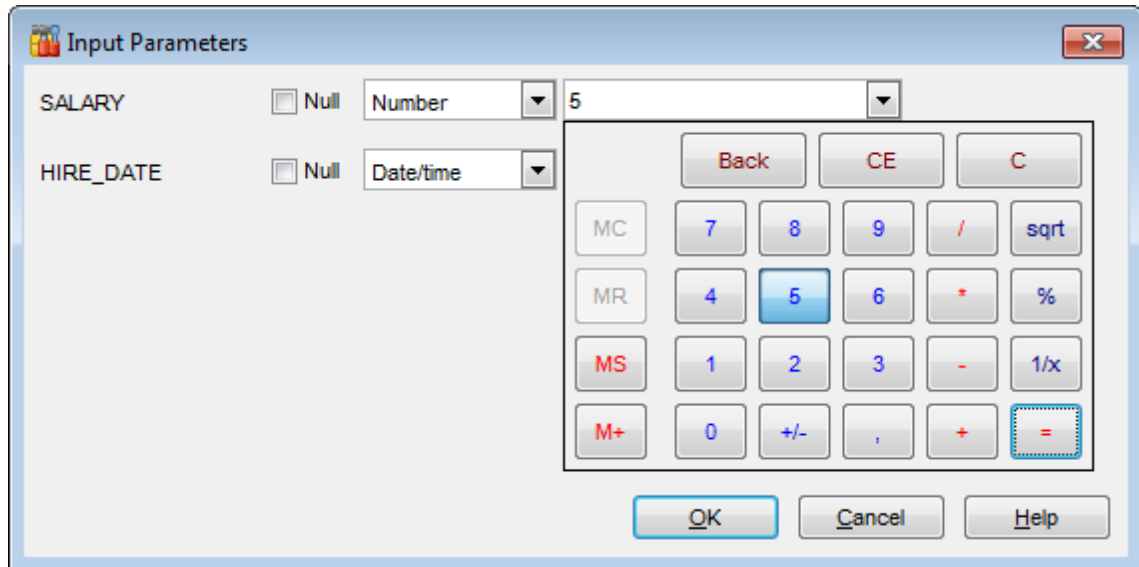 Input Parameters
SALARY Null Number 5
Back CE C
HIRE_DATE Null Date/time
MC 7 8 9 / sqrt
MR 4 5 6 * %
MS 1 2 3 - 1/x
M+ 0 +/- , + =
OK Cancel Help